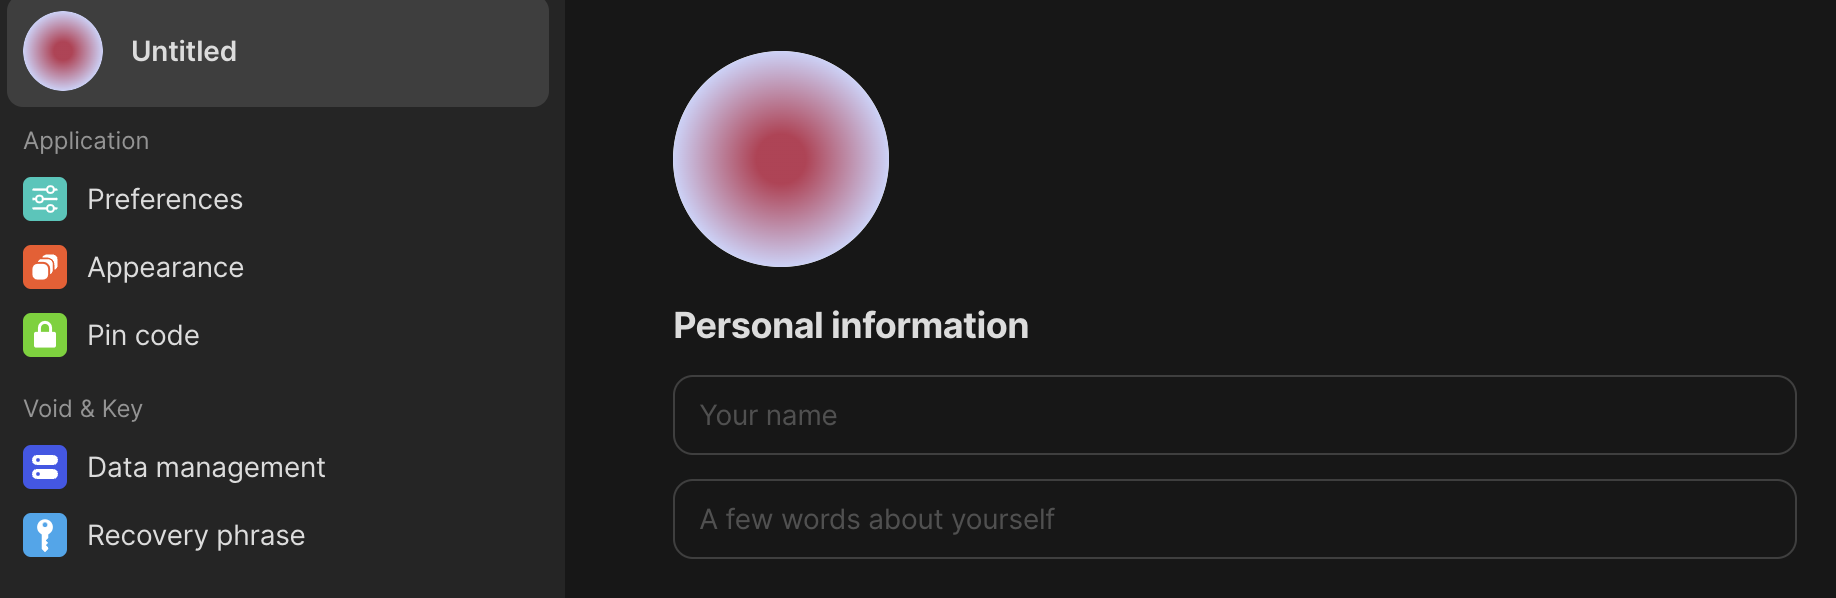 Untitled
Application
Preferences
Appearance
Pin code
Void & Key
Data management
Recovery phrase
Personal information
Your name
A few words about yourself